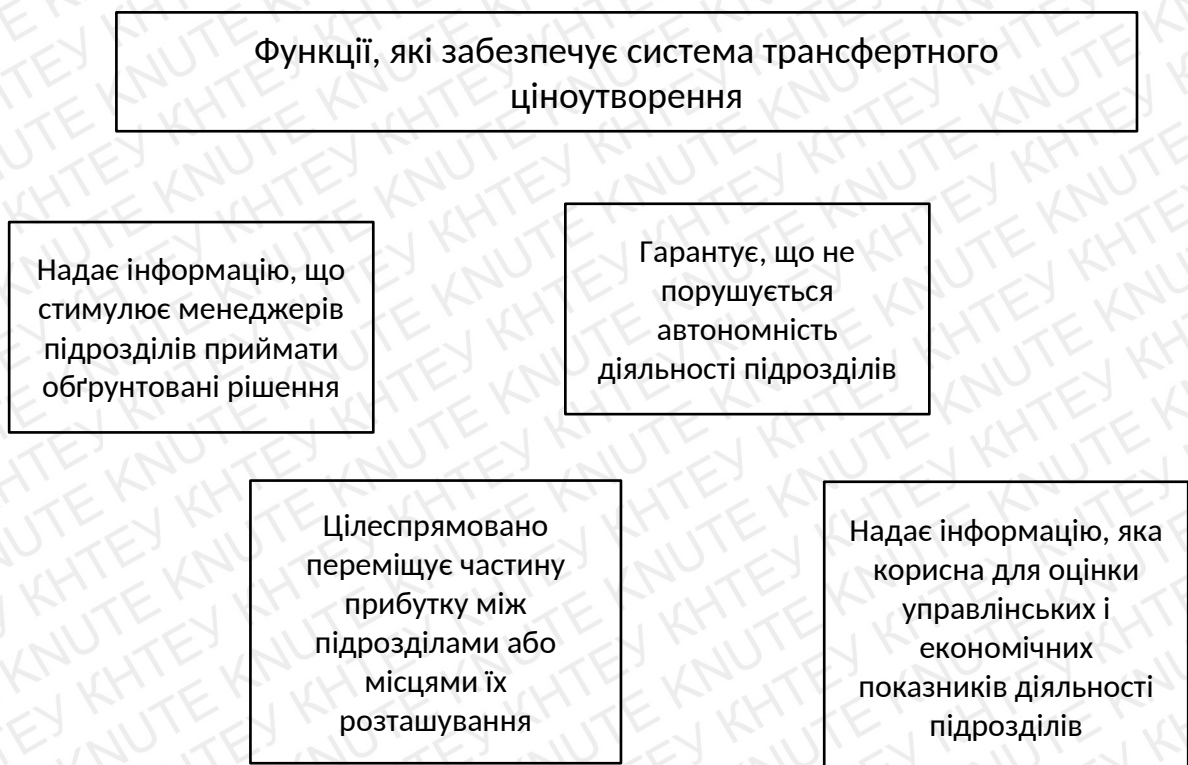 Функції, які забезпечує система трансфертного
ціноутворення
Надає інформацію, що
стимулює менеджерів
підрозділів приймати
обґрунтовані рішення
Гарантує, що не
порушується
автономність
діяльності підрозділів
Цілеспрямовано
переміщує частину
прибутку між
підрозділами або
місцями їх
розташування
Надає інформацію, яка
корисна для оцінки
управлінських і
економічних
показників діяльності
підрозділів